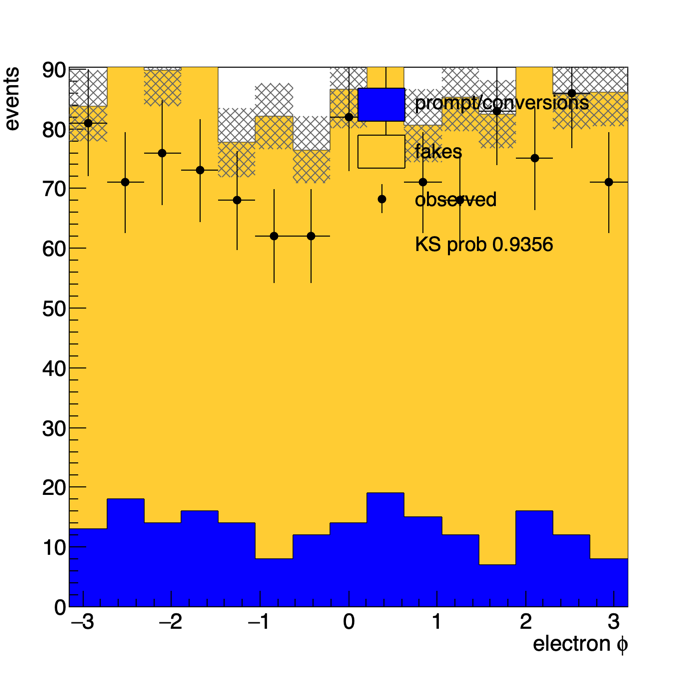 events
90
80
70
60
50
40
30
20
10
0
prompt/conversions
fakes
observed
KS prob 0.9356
−3 −2 −1 0 1 2 3
electron ϕ